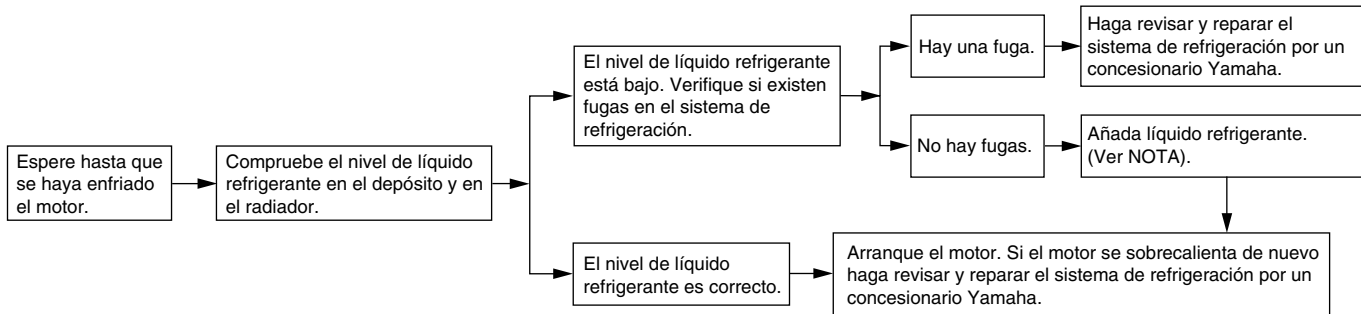 Espere hasta que
se haya enfriado
el motor.
Compruebe el nivel de líquido
refrigerante en el depósito y en
el radiador.
El nivel de líquido refrigerante
está bajo. Verifique si existen
fugas en el sistema de
refrigeración.
Hay una fuga.
Haga revisar y reparar el
sistema de refrigeración por un
concesionario Yamaha.
No hay fugas.
Añada líquido refrigerante.
(Ver NOTA).
El nivel de líquido
refrigerante es correcto.
Arranque el motor. Si el motor se sobrecalienta de nuevo
haga revisar y reparar el sistema de refrigeración por un
concesionario Yamaha.